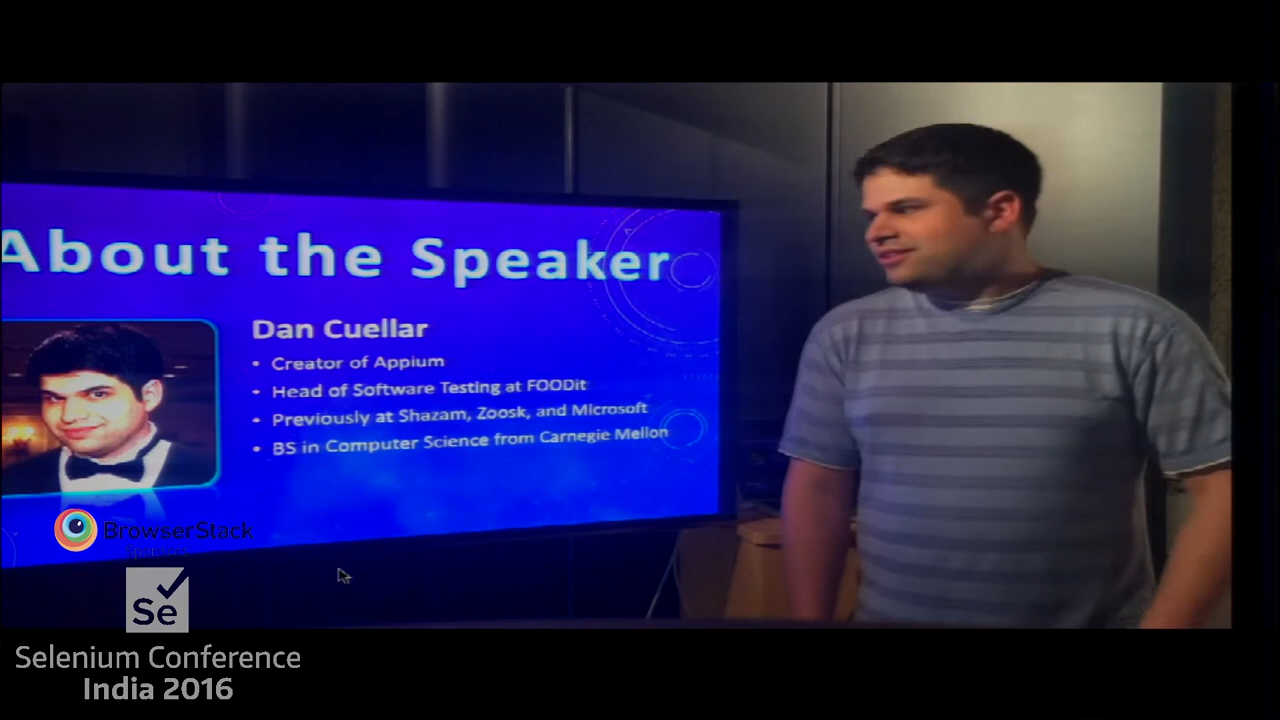 About the Speaker
Dan Cuellar
• Creator of Appium
• Head of Software Testing at FOODit
• Previously at Shazam, Zoosk, and Microsoft
• BS in Computer Science from Carnegie Mellon
BrowserStack
Se
Selenium Conference
India 2016